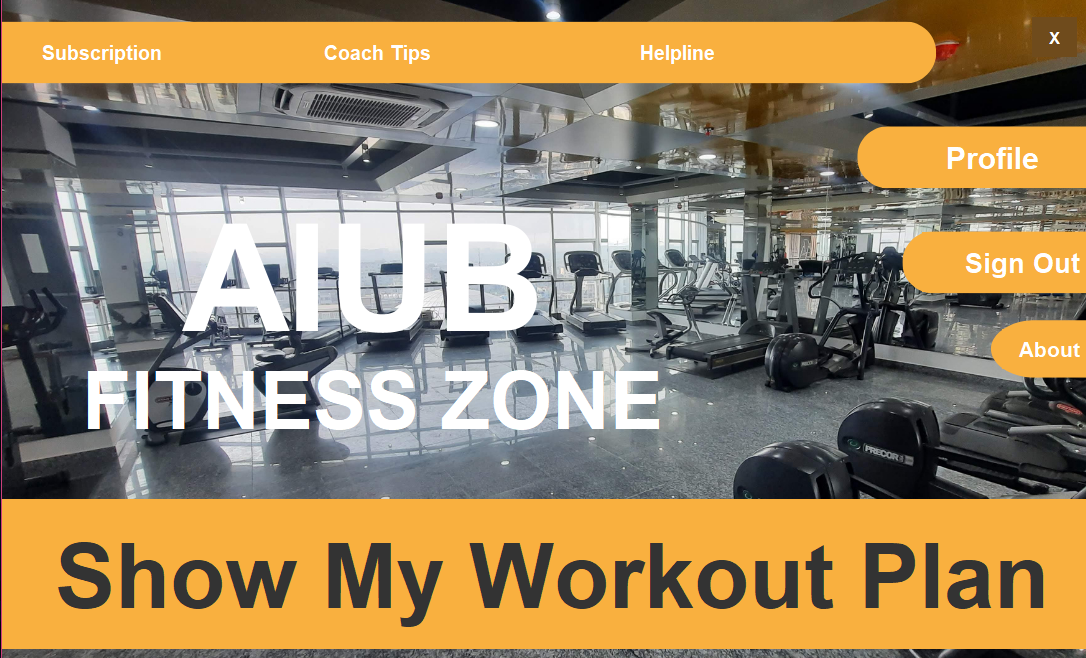 Subscription Coach Tips Helpline X
Profile
AIUB
Sign Out
About
FITNESS ZONE
PRECOR
Show My Workout Plan